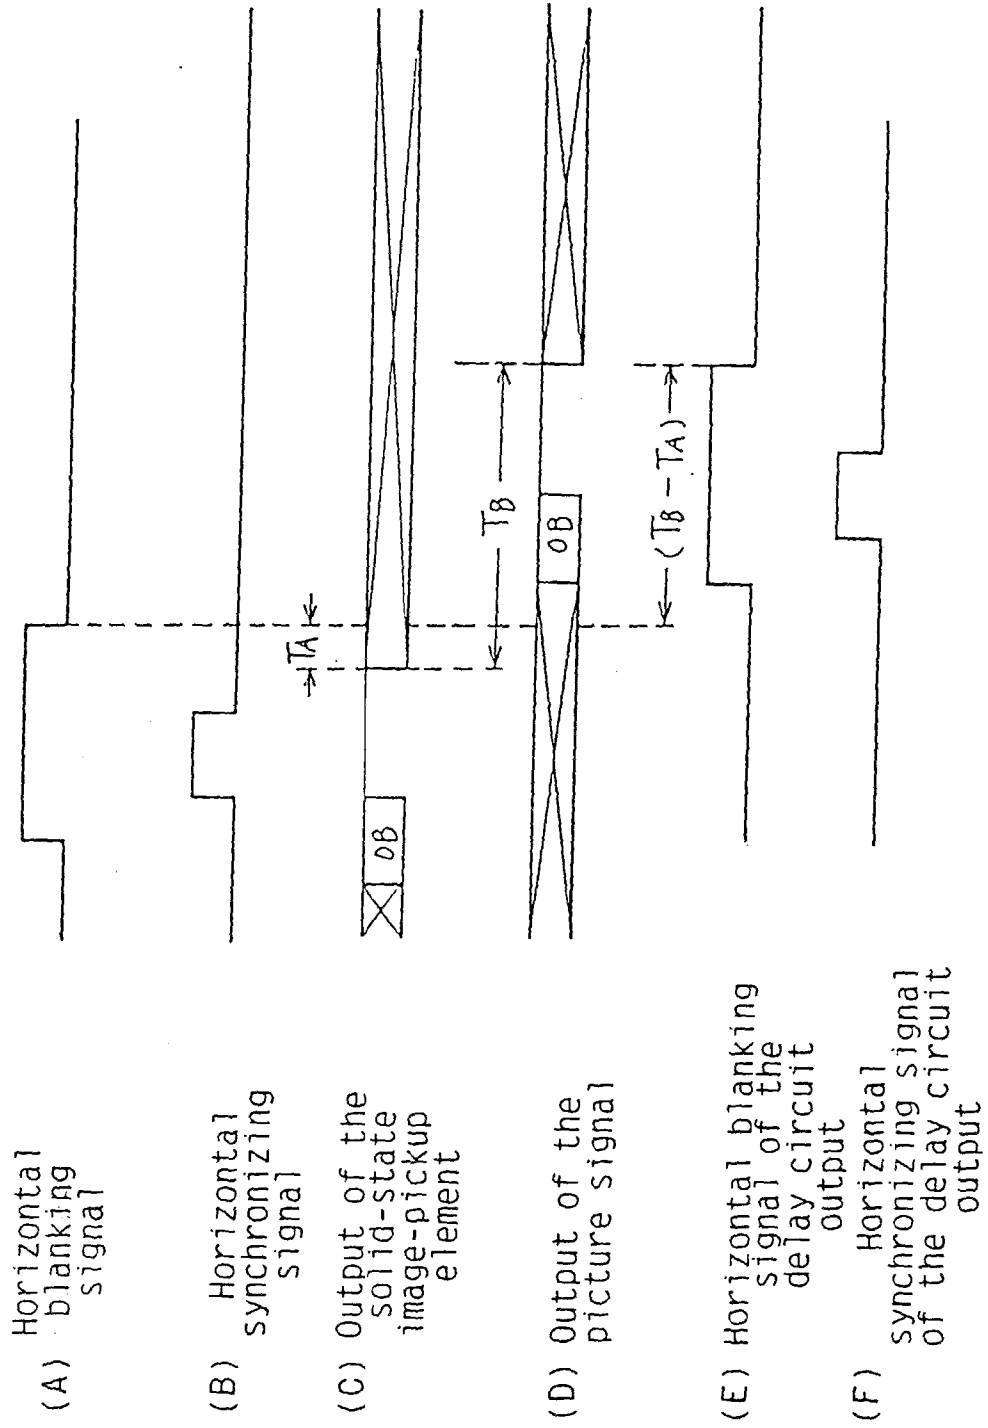 (A) Horizontal
blanking
signal
(B) Horizontal
synchronizing
signal
(C) Output of the
solid-state
image-pickup
element
OB
TA
TB
(D) Output of the
picture signal
OB
(E) Horizontal blanking
signal of the
delay circuit
output
(TB - TA)
(F) Horizontal
synchronizing signal
of the delay circuit
output